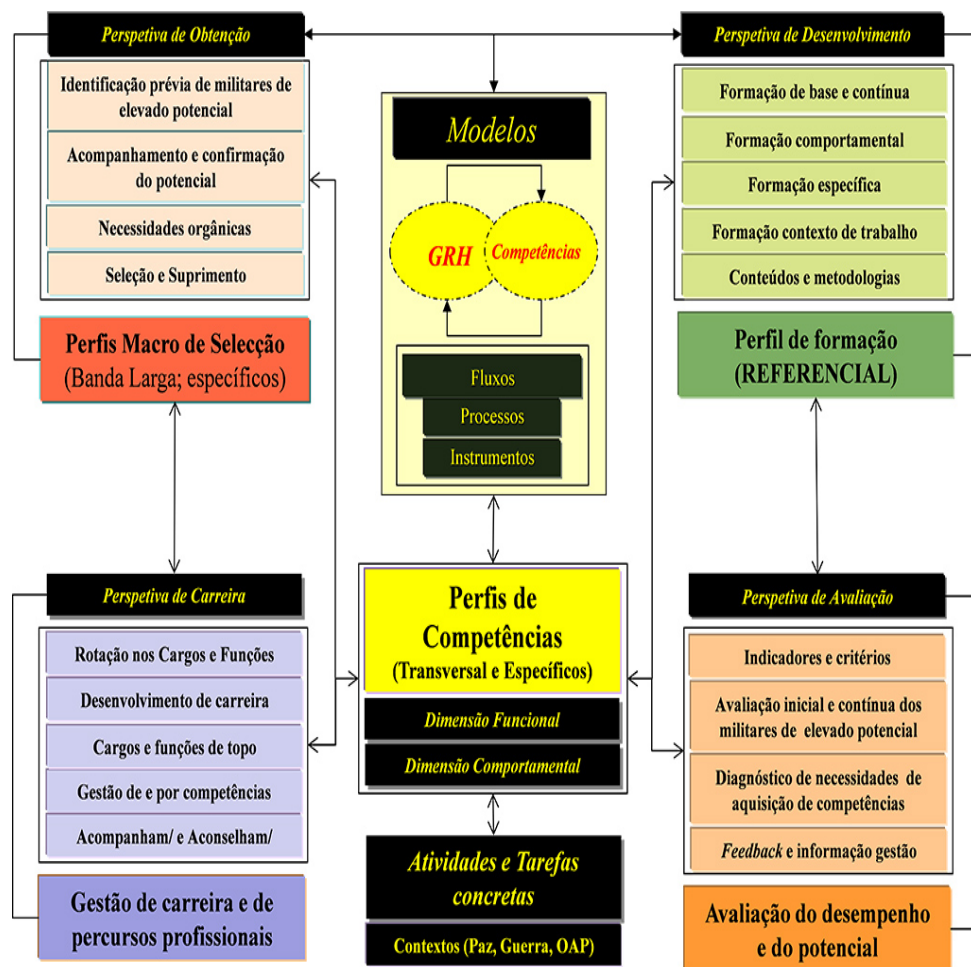 Perspetiva de Obtenção
Identificação prévia de militares de
elevado potencial
Acompanhamento e confirmação
do potencial
Necessidades orgânicas
Seleção e Suprimento
Perfis Macro de Selecção
(Banda Larga; específicos)
Modelos
GRH
Competências
Fluxos
Processos
Instrumentos
Perspetiva de Desenvolvimento
Formação de base e contínua
Formação comportamental
Formação específica
Formação contexto de trabalho
Conteúdos e metodologias
Perfil de formação
(REFERENCIAL)
Perspetiva de Carreira
Rotação nos Cargos e Funções
Desenvolvimento de carreira
Cargos e funções de topo
Gestão de e por competências
Acompanham/ e Aconselham/
Gestão de carreira e de
percursos profissionais
Perfis de
Competências
(Transversal e Específicos)
Dimensão Funcional
Dimensão Comportamental
Atividades e Tarefas
concretas
Contextos (Paz, Guerra, OAP)
Perspetiva de Avaliação
Indicadores e critérios
Avaliação inicial e contínua dos
militares de elevado potencial
Diagnóstico de necessidades de
aquisição de competências
Feedback e informação gestão
Avaliação do desempenho
e do potencial